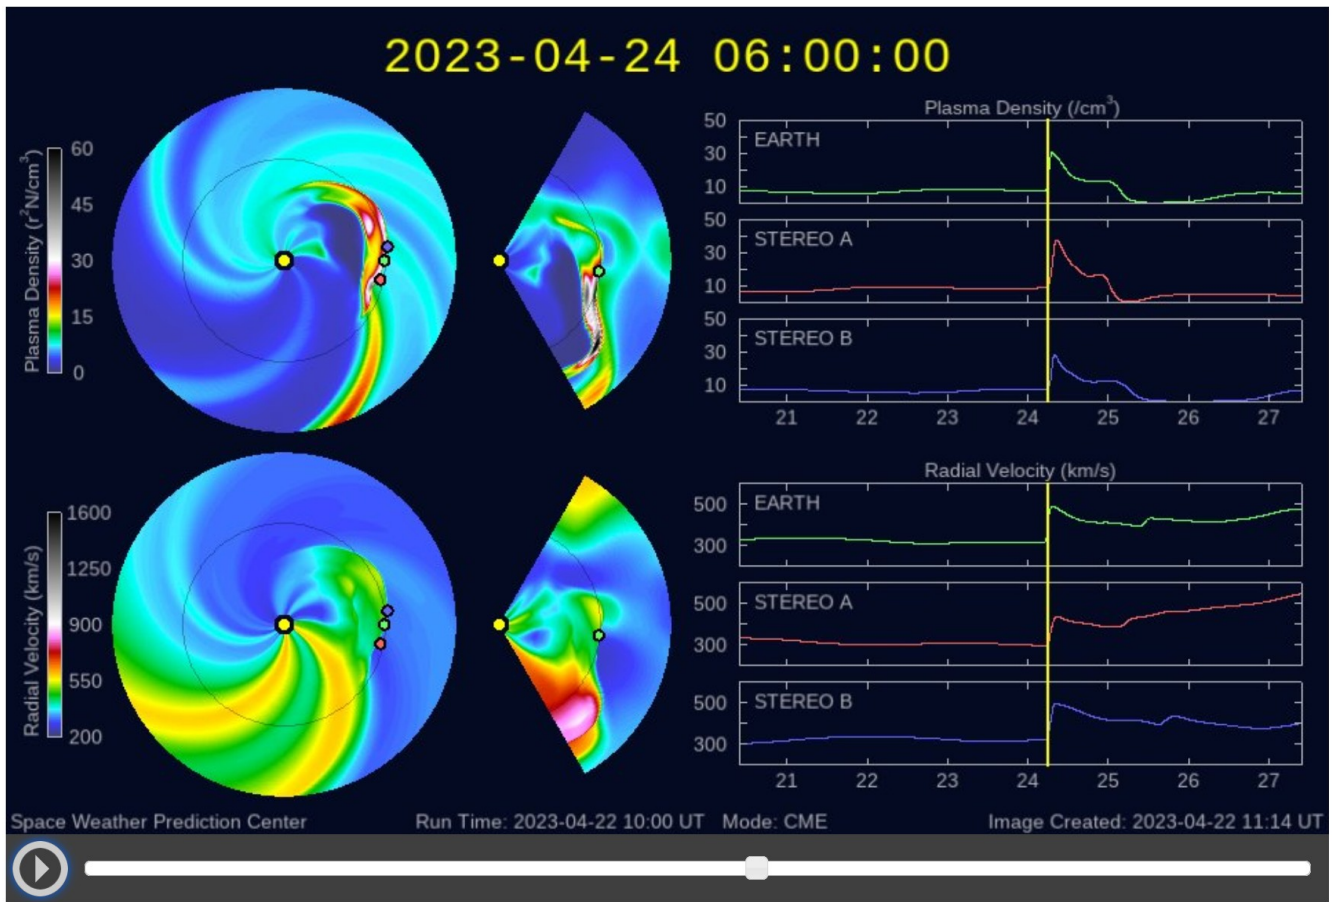 2023-04-24 06:00:00
Plasma Density (r²N/cm³)
60
45
30
15
0
Plasma Density (/cm³)
50
30
10
EARTH
50
30
10
STEREO A
50
30
10
STEREO B
21 22 23 24 25 26 27
Radial Velocity (km/s)
1600
1250
900
550
200
Radial Velocity (km/s)
500
300
EARTH
500
300
STEREO A
500
300
STEREO B
21 22 23 24 25 26 27
Space Weather Prediction Center Run Time: 2023-04-22 10:00 UT Mode: CME Image Created: 2023-04-22 11:14 UT